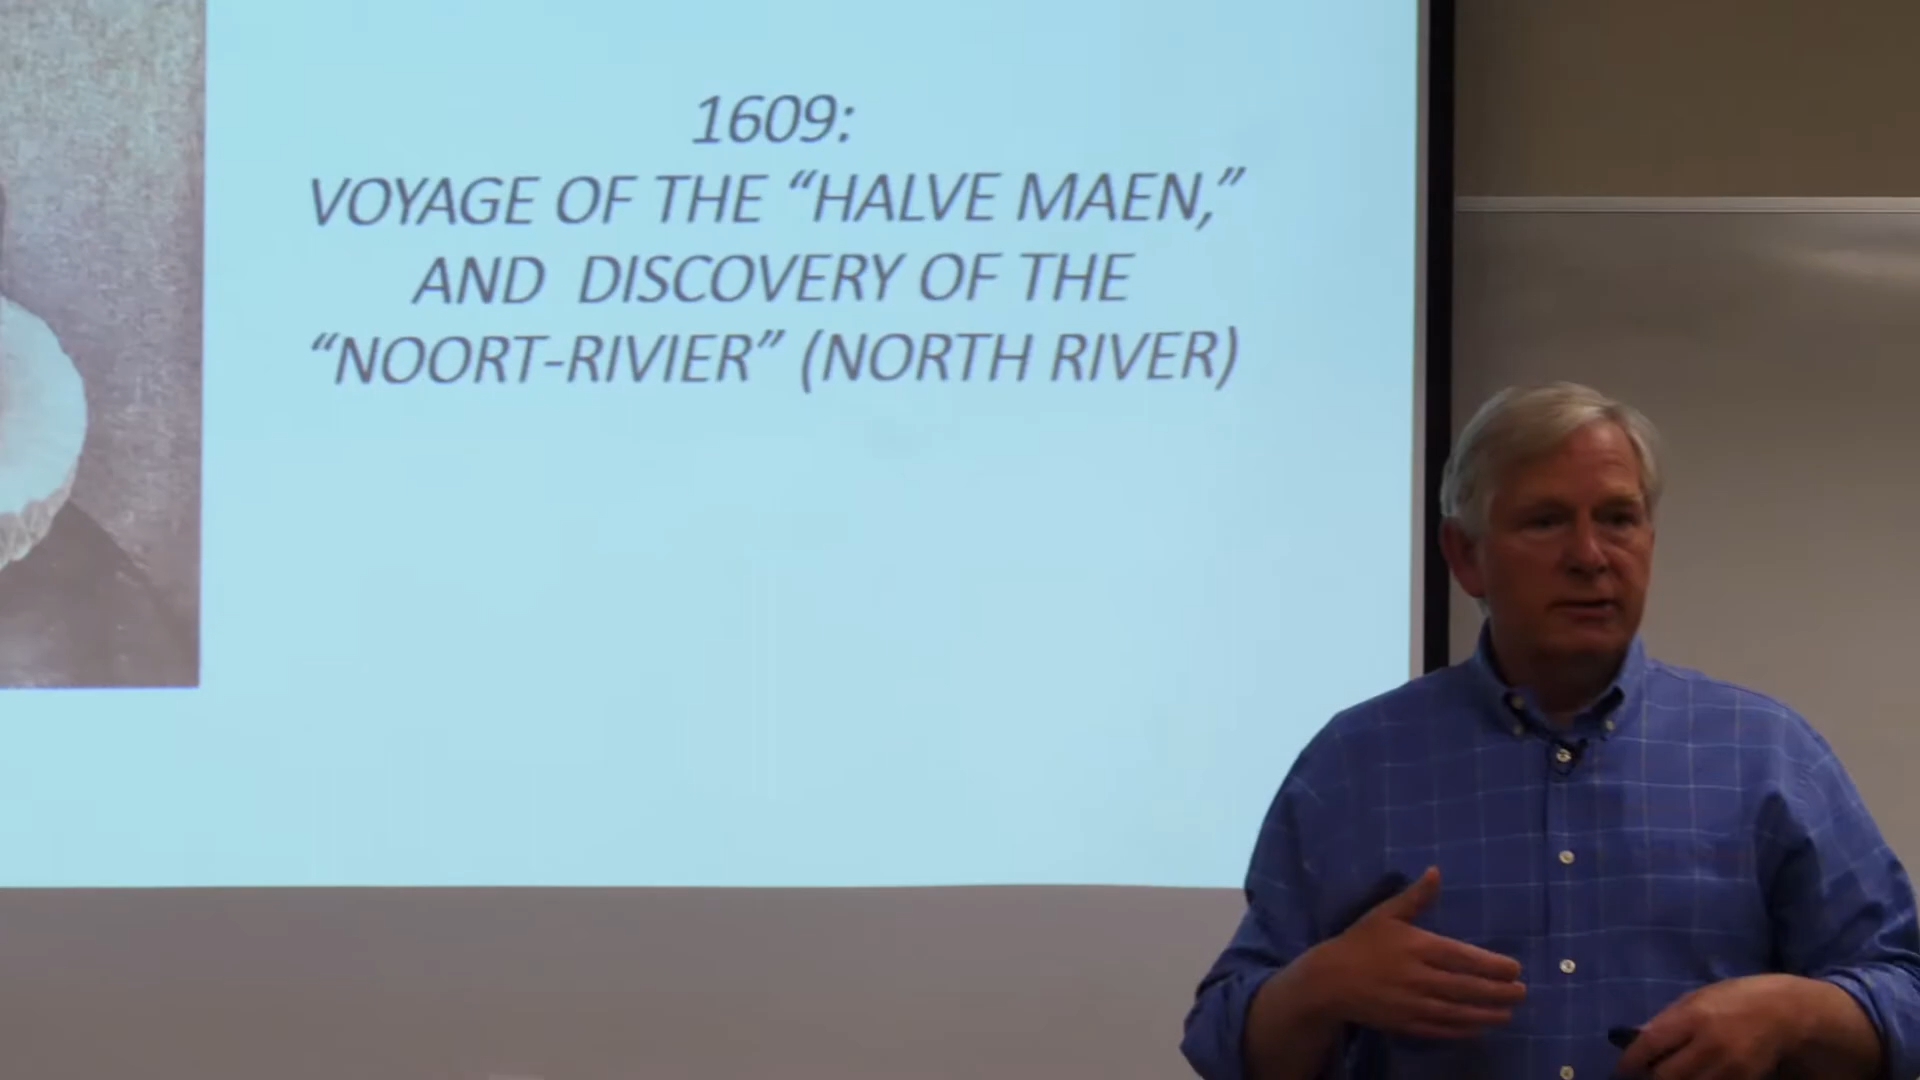 1609:
VOYAGE OF THE “HALVE MAEN,”
AND DISCOVERY OF THE
“NOORT-RIVIER” (NORTH RIVER)